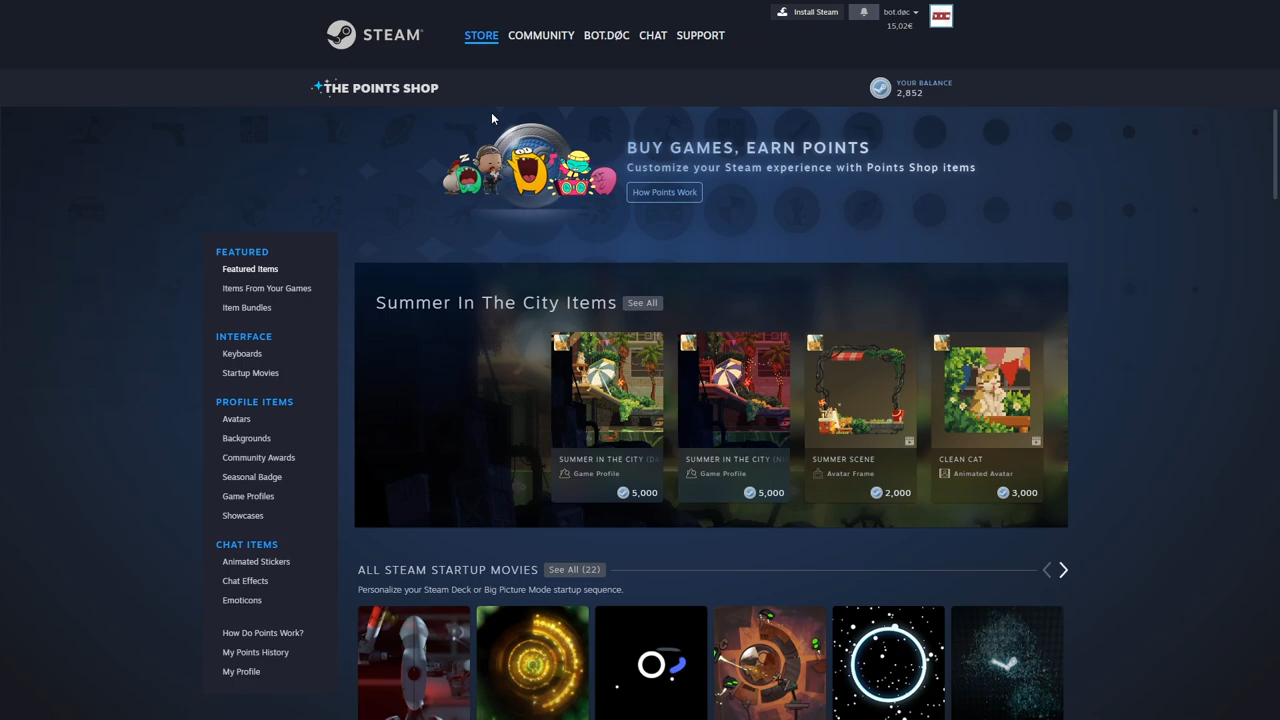 Install Steam
bot.døc
15,02€
STEAM
STORE COMMUNITY BOT.DØC CHAT SUPPORT
THE POINTS SHOP
YOUR BALANCE
2,852
BUY GAMES, EARN POINTS
Customize your Steam experience with Points Shop items
How Points Work
FEATURED
Featured Items
Items From Your Games
Item Bundles
INTERFACE
Keyboards
Startup Movies
PROFILE ITEMS
Avatars
Backgrounds
Community Awards
Seasonal Badge
Game Profiles
Showcases
CHAT ITEMS
Animated Stickers
Chat Effects
Emoticons
How Do Points Work?
My Points History
My Profile
Summer In The City Items See All
SUMMER IN THE CITY (DA
Game Profile
5,000
SUMMER IN THE CITY (NI
Game Profile
5,000
SUMMER SCENE
Avatar Frame
2,000
CLEAN CAT
Animated Avatar
3,000
ALL STEAM STARTUP MOVIES See All (22)
Personalize your Steam Deck or Big Picture Mode startup sequence.